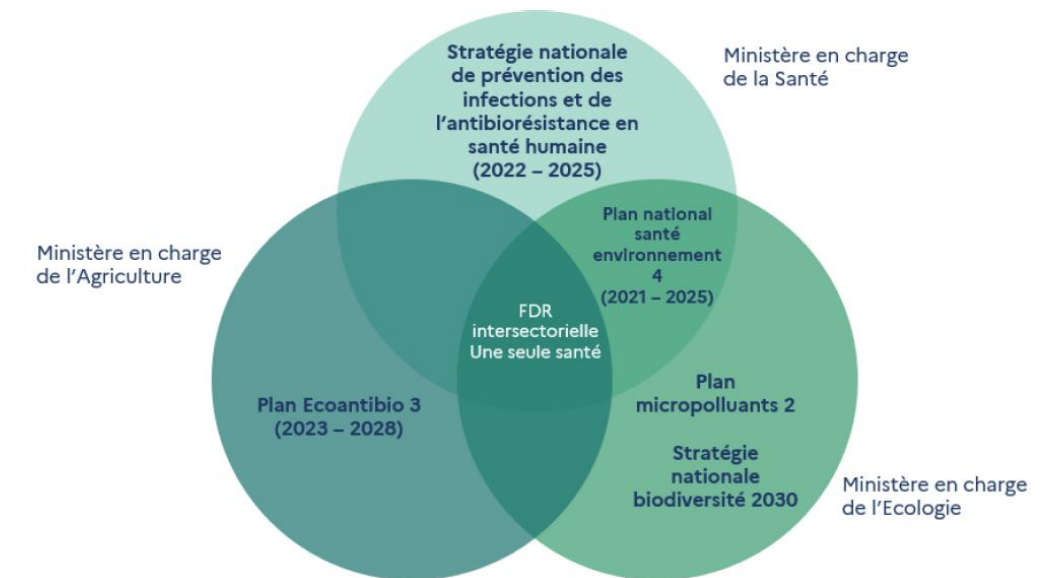 Stratégie nationale
de prévention des
infections et de
l’antibiorésistance en
santé humaine
(2022 – 2025)
Ministère en charge
de la Santé
Plan national
santé
environnement
4
(2021 – 2025)
Ministère en charge
de l’Agriculture
FDR
intersectorielle
Une seule santé
Plan Ecoantibio 3
(2023 – 2028)
Plan
micropolluants 2
Stratégie
nationale
biodiversité 2030
Ministère en charge
de l’Ecologie